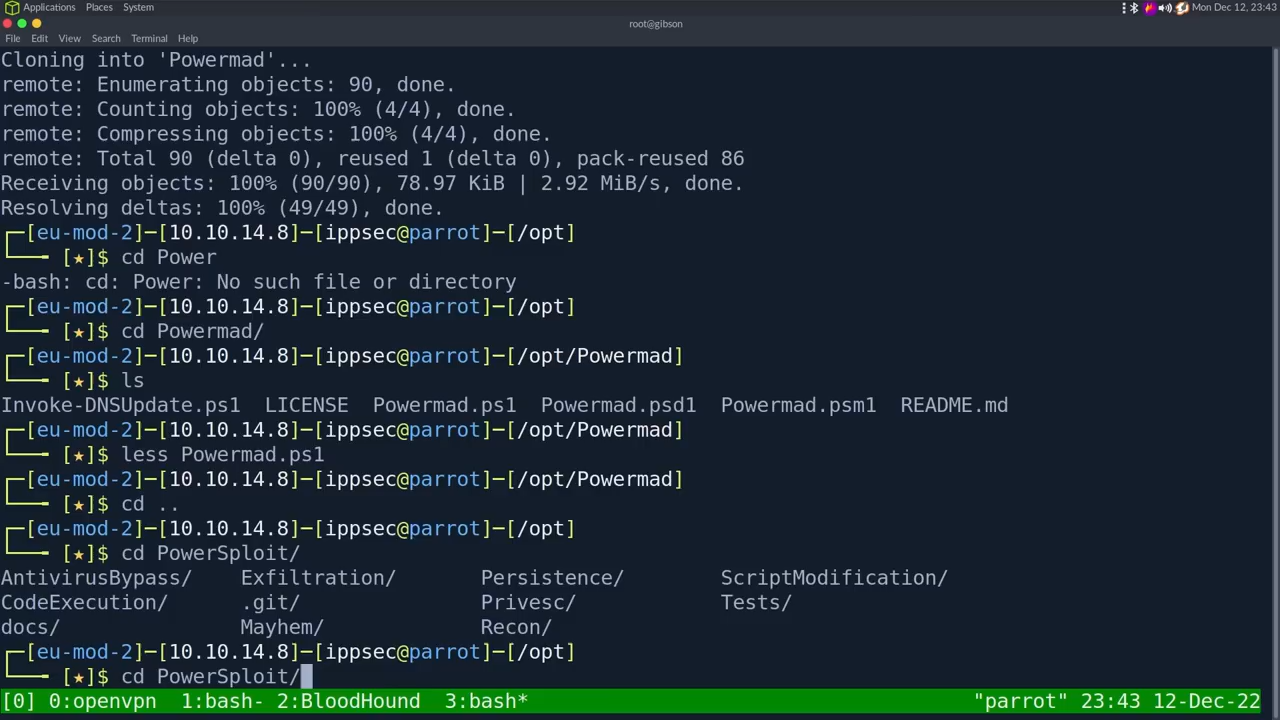 Applications Places System Mon Dec 12, 23:43
root@gibson
File Edit View Search Terminal Help
Cloning into 'Powermad'...
remote: Enumerating objects: 90, done.
remote: Counting objects: 100% (4/4), done.
remote: Compressing objects: 100% (4/4), done.
remote: Total 90 (delta 0), reused 1 (delta 0), pack-reused 86
Receiving objects: 100% (90/90), 78.97 KiB | 2.92 MiB/s, done.
Resolving deltas: 100% (49/49), done.
┌─[eu-mod-2]─[10.10.14.8]─[ippsec@parrot]─[/opt]
└── [★]$ cd Power
-bash: cd: Power: No such file or directory
┌─[eu-mod-2]─[10.10.14.8]─[ippsec@parrot]─[/opt]
└── [★]$ cd Powermad/
┌─[eu-mod-2]─[10.10.14.8]─[ippsec@parrot]─[/opt/Powermad]
└── [★]$ ls
Invoke-DNSUpdate.ps1  LICENSE  Powermad.ps1  Powermad.psd1  Powermad.psm1  README.md
┌─[eu-mod-2]─[10.10.14.8]─[ippsec@parrot]─[/opt/Powermad]
└── [★]$ less Powermad.ps1
┌─[eu-mod-2]─[10.10.14.8]─[ippsec@parrot]─[/opt/Powermad]
└── [★]$ cd ..
┌─[eu-mod-2]─[10.10.14.8]─[ippsec@parrot]─[/opt]
└── [★]$ cd PowerSploit/
AntivirusBypass/    Exfiltration/       Persistence/        ScriptModification/
CodeExecution/      .git/               Privesc/            Tests/
docs/               Mayhem/             Recon/
┌─[eu-mod-2]─[10.10.14.8]─[ippsec@parrot]─[/opt]
└── [★]$ cd PowerSploit/
[0] 0:openvpn  1:bash- 2:BloodHound  3:bash* "parrot" 23:43 12-Dec-22